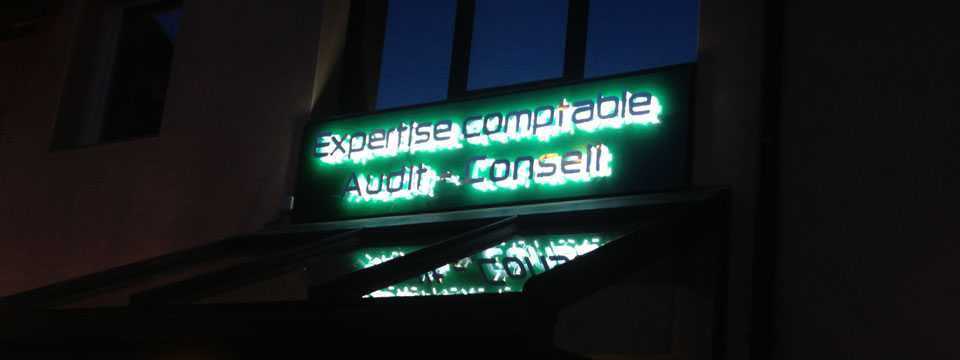 Expertise comptable
Audit - Conseil